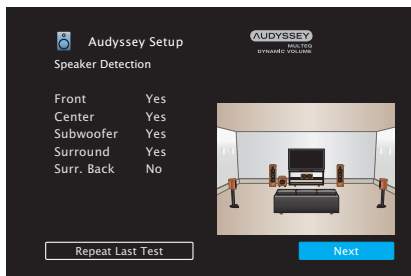 Audyssey Setup
AUDYSSEY
MULTEQ
DYNAMIC VOLUME
Speaker Detection
Front Yes
Center Yes
Subwoofer Yes
Surround Yes
Surr. Back No
Repeat Last Test
Next